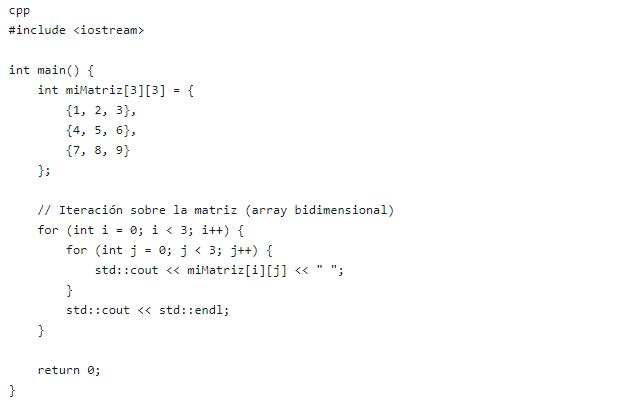 cpp
#include <iostream>

int main() {
    int miMatriz[3][3] = {
        {1, 2, 3},
        {4, 5, 6},
        {7, 8, 9}
    };

    // Iteración sobre la matriz (array bidimensional)
    for (int i = 0; i < 3; i++) {
        for (int j = 0; j < 3; j++) {
            std::cout << miMatriz[i][j] << " ";
        }
        std::cout << std::endl;
    }

    return 0;
}